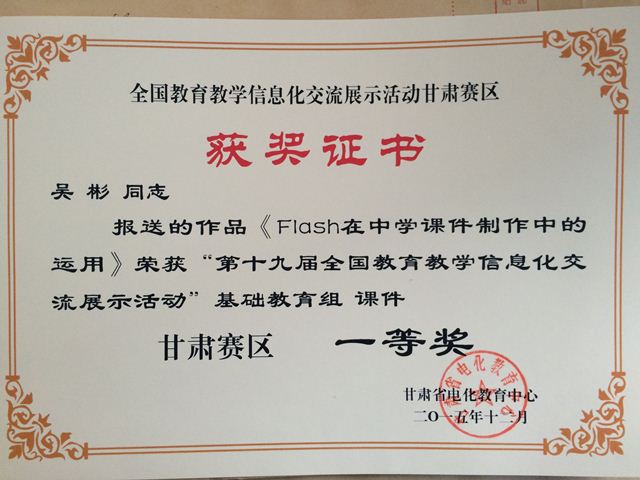 全国教育教学信息化交流展示活动甘肃赛区
获奖证书
吴 彬 同志
报送的作品《Flash在中学课件制作中的
运用》荣获“第十九届全国教育教学信息化交
流展示活动”基础教育组 课件
甘肃赛区 一等奖
甘肃省电化教育中心
二〇一五年十二月